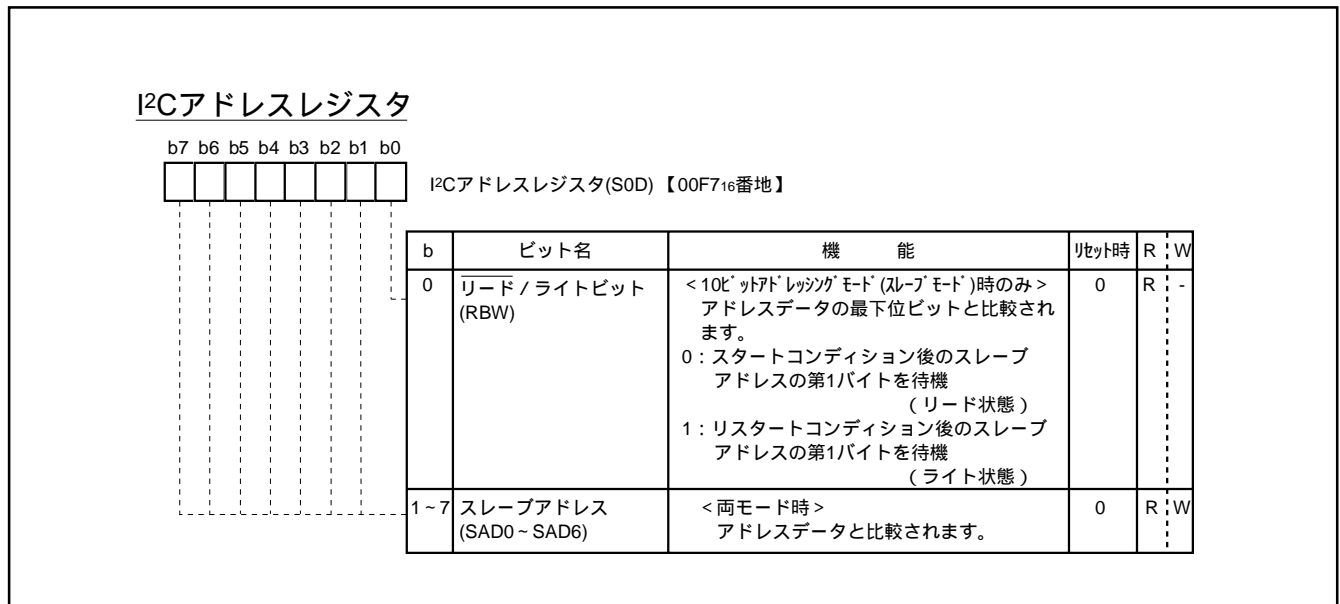 I2Cアドレスレジスタ
b7 b6 b5 b4 b3 b2 b1 b0
I2Cアドレスレジスタ(S0D)【00F716番地】
b ビット名 機 能 リセット時 R W
0 リード / ライトビット <10ビットアドレッシングモード(スレーブモード)時のみ> 0 R -
(RBW) アドレスデータの最下位ビットと比較され
ます。
0:スタートコンディション後のスレーブ
アドレスの第1バイトを待機
(リード状態)
1:リスタートコンディション後のスレーブ
アドレスの第1バイトを待機
(ライト状態)
1~7 スレーブアドレス <両モード時> 0 R W
(SAD0~SAD6) アドレスデータと比較されます。